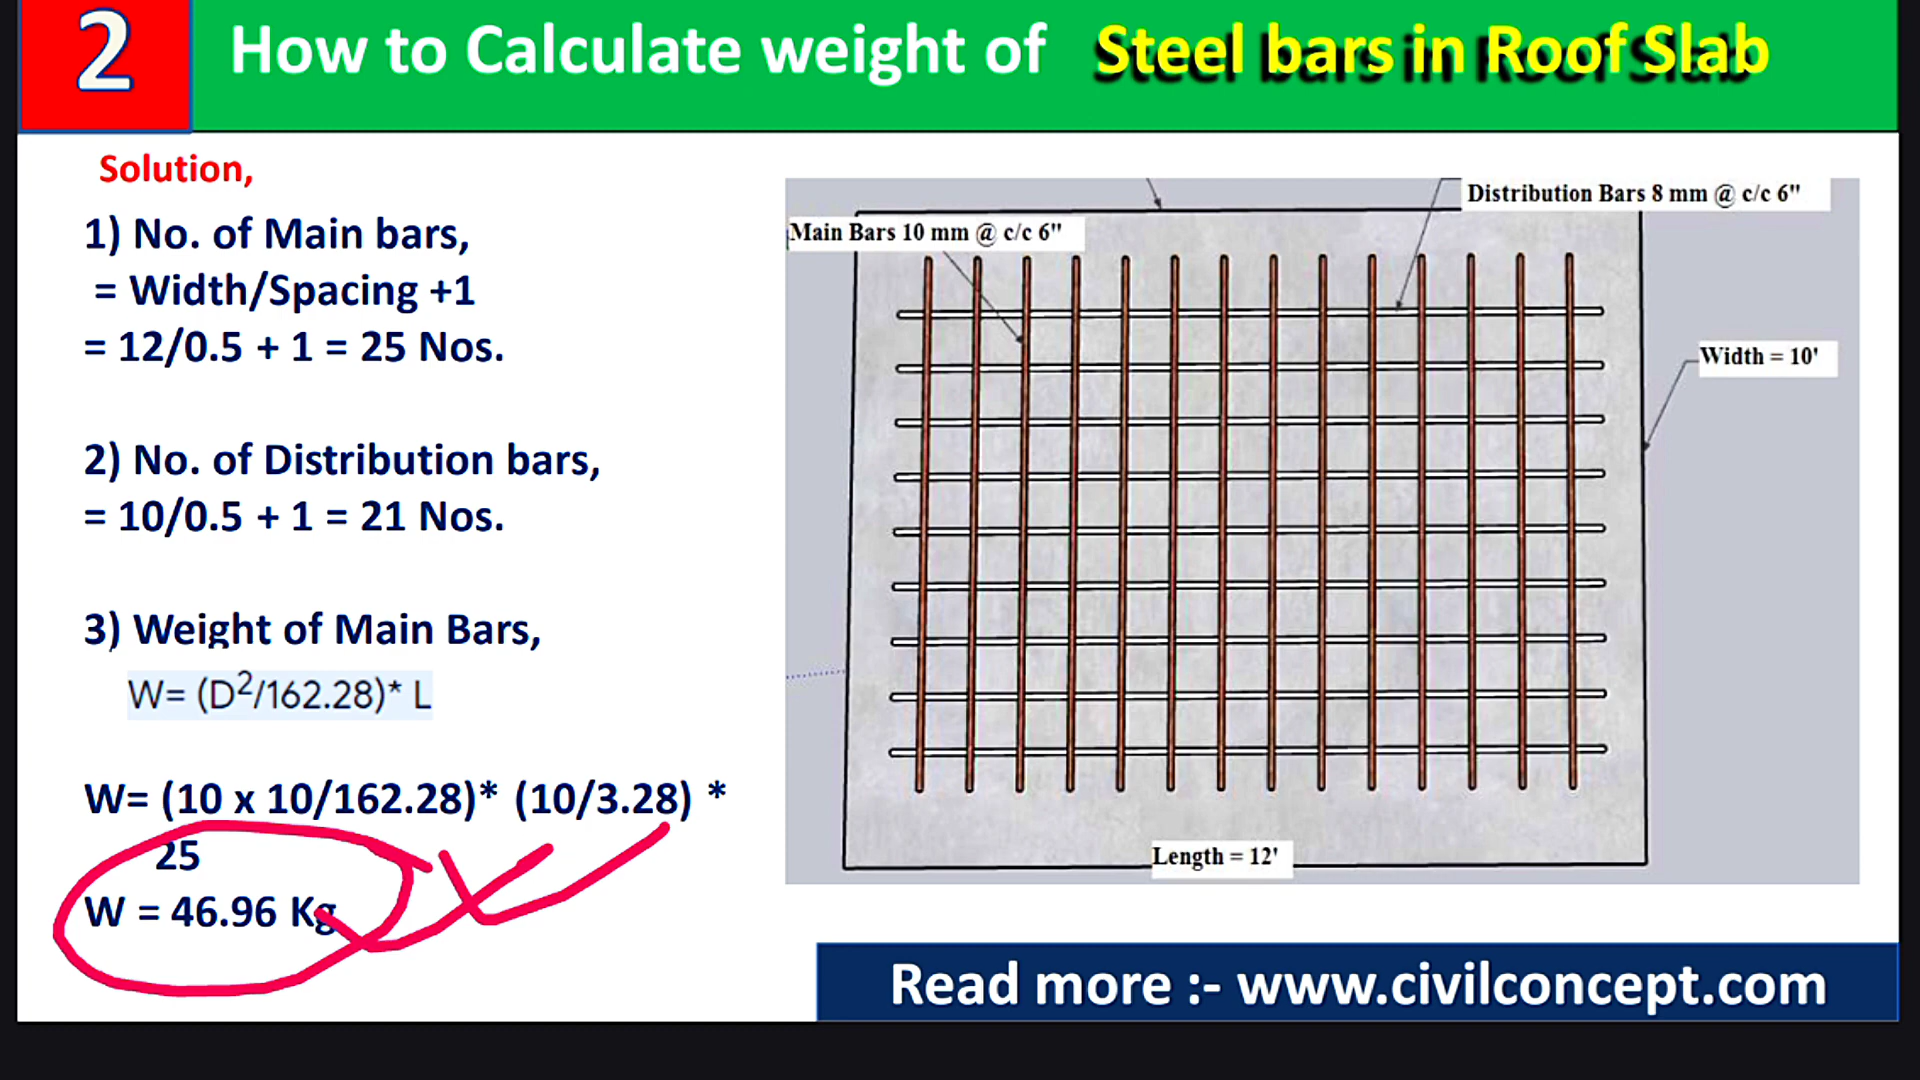 2
How to Calculate weight of Steel bars in Roof Slab
Solution,
1) No. of Main bars,
= Width/Spacing +1
= 12/0.5 + 1 = 25 Nos.
2) No. of Distribution bars,
= 10/0.5 + 1 = 21 Nos.
3) Weight of Main Bars,
W= (D²/162.28)* L
W= (10 x 10/162.28)* (10/3.28) *
25
W = 46.96 Kg
Distribution Bars 8 mm @ c/c 6"
Main Bars 10 mm @ c/c 6"
Width = 10'
Length = 12'
Read more :- www.civilconcept.com